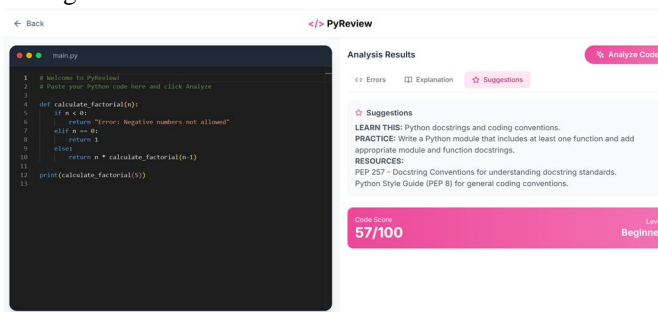 ← Back
</> PyReview
main.py
1 # Welcome to PyReview!
2 # Paste your Python code here and click Analyze
3
4 def calculate_factorial(n):
5     if n < 0:
6         return "Error: Negative numbers not allowed"
7     elif n == 0:
8         return 1
9     else:
10         return n * calculate_factorial(n-1)
11
12 print(calculate_factorial(5))
13
Analysis Results
Analyze Code
<> Errors
Explanation
Suggestions
Suggestions
LEARN THIS: Python docstrings and coding conventions.
PRACTICE: Write a Python module that includes at least one function and add
appropriate module and function docstrings.
RESOURCES:
PEP 257 - Docstring Conventions for understanding docstring standards.
Python Style Guide (PEP 8) for general coding conventions.
Code Score
57/100
Lev
Beginne